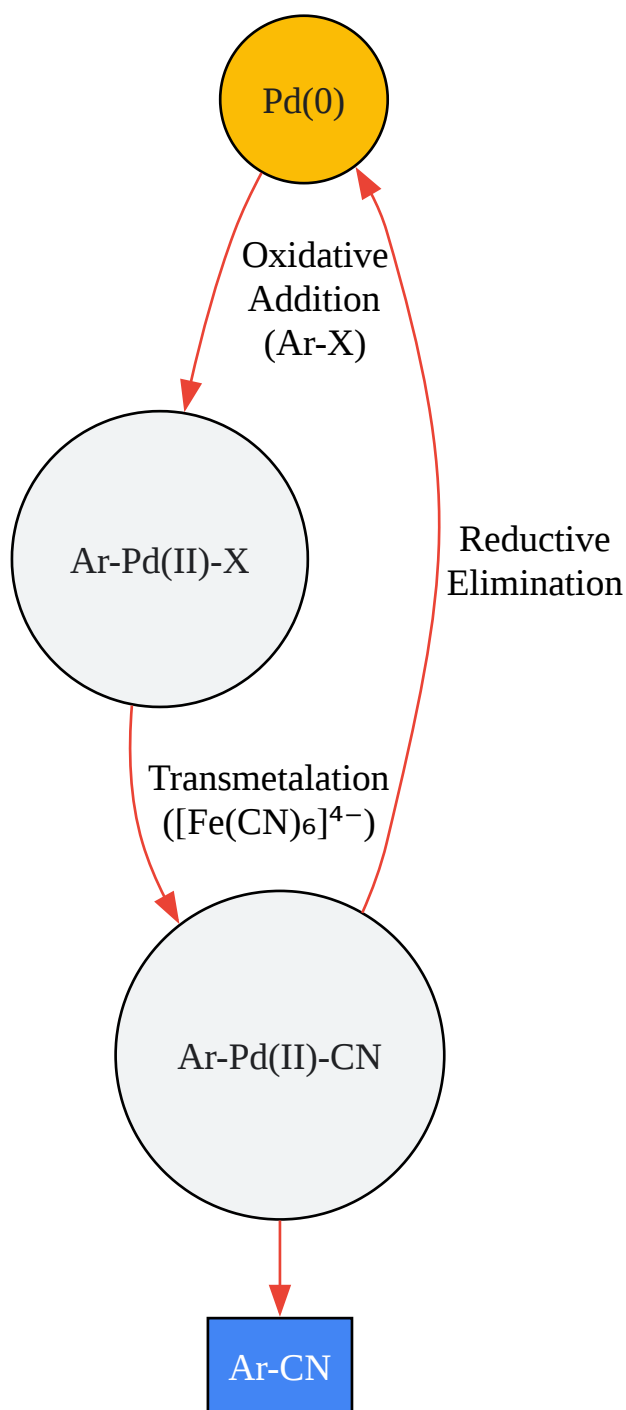 Pd(0)
Oxidative
Addition
(Ar-X)
Ar-Pd(II)-X
Reductive
Elimination
Transmetalation
([Fe(CN)₆]⁴⁻)
Ar-Pd(II)-CN
Ar-CN